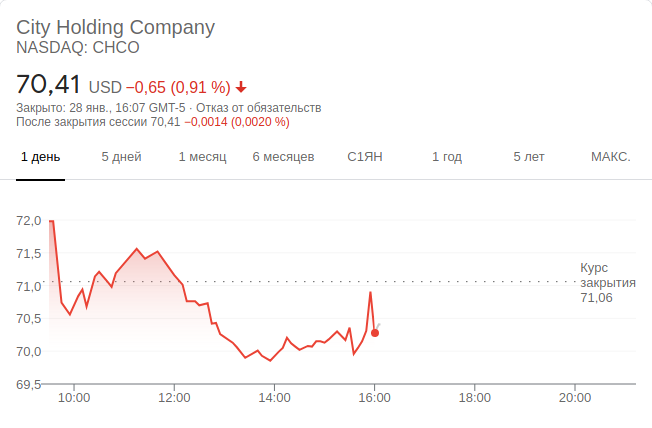 City Holding Company
NASDAQ: CHCO
70,41 USD −0,65 (0,91 %)
Закрыто: 28 янв., 16:07 GMT-5 · Отказ от обязательств
После закрытия сессии 70,41 −0,0014 (0,0020 %)
1 день 5 дней 1 месяц 6 месяцев С1ЯН 1 год 5 лет МАКС.
72,0
71,5
Курс
закрытия
71,06
71,0
70,5
70,0
69,5
10:00 12:00 14:00 16:00 18:00 20:00